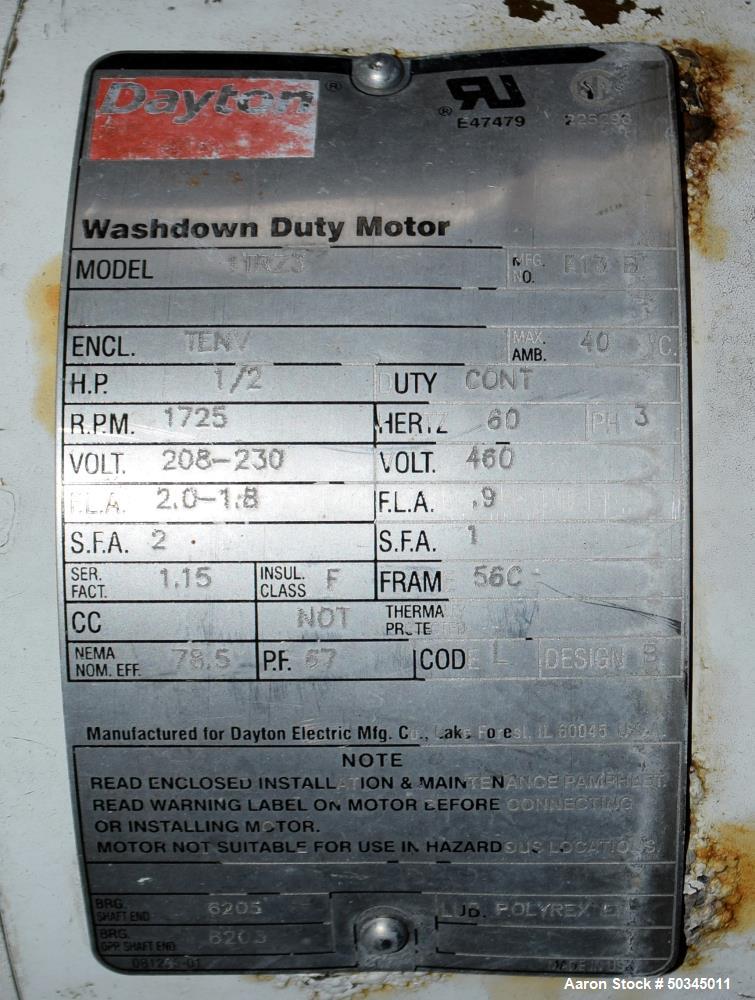 Dayton ®
® E47479
Washdown Duty Motor
MODEL MFG. NO.
ENCL. TENV MAX. AMB. 40 °C.
H.P. 1/2 DUTY CONT
R.P.M. 1725 HERTZ 60 PH 3
VOLT. 208-230 VOLT. 460
F.L.A. 2.0-1.8 F.L.A. .9
S.F.A. 2. S.F.A. 1
SER. FACT. 1.15 INSUL. CLASS F FRAME 56C
CC NOT THERMALLY PROTECTED
NEMA NOM. EFF. 78.5 P.F. 67 CODE L DESIGN B
Manufactured for Dayton Electric Mfg. Co., Lake Forest, IL 60045 U.S.A.
NOTE
READ ENCLOSED INSTALLATION & MAINTENANCE PAMPHLET.
READ WARNING LABEL ON MOTOR BEFORE CONNECTING
OR INSTALLING MOTOR.
MOTOR NOT SUITABLE FOR USE IN HAZARDOUS LOCATIONS.
BRG. SHAFT END 6205 LUB. POLYREX EM
BRG. OPP. SHAFT END 6203
MADE IN USA
Aaron Stock # 50345011